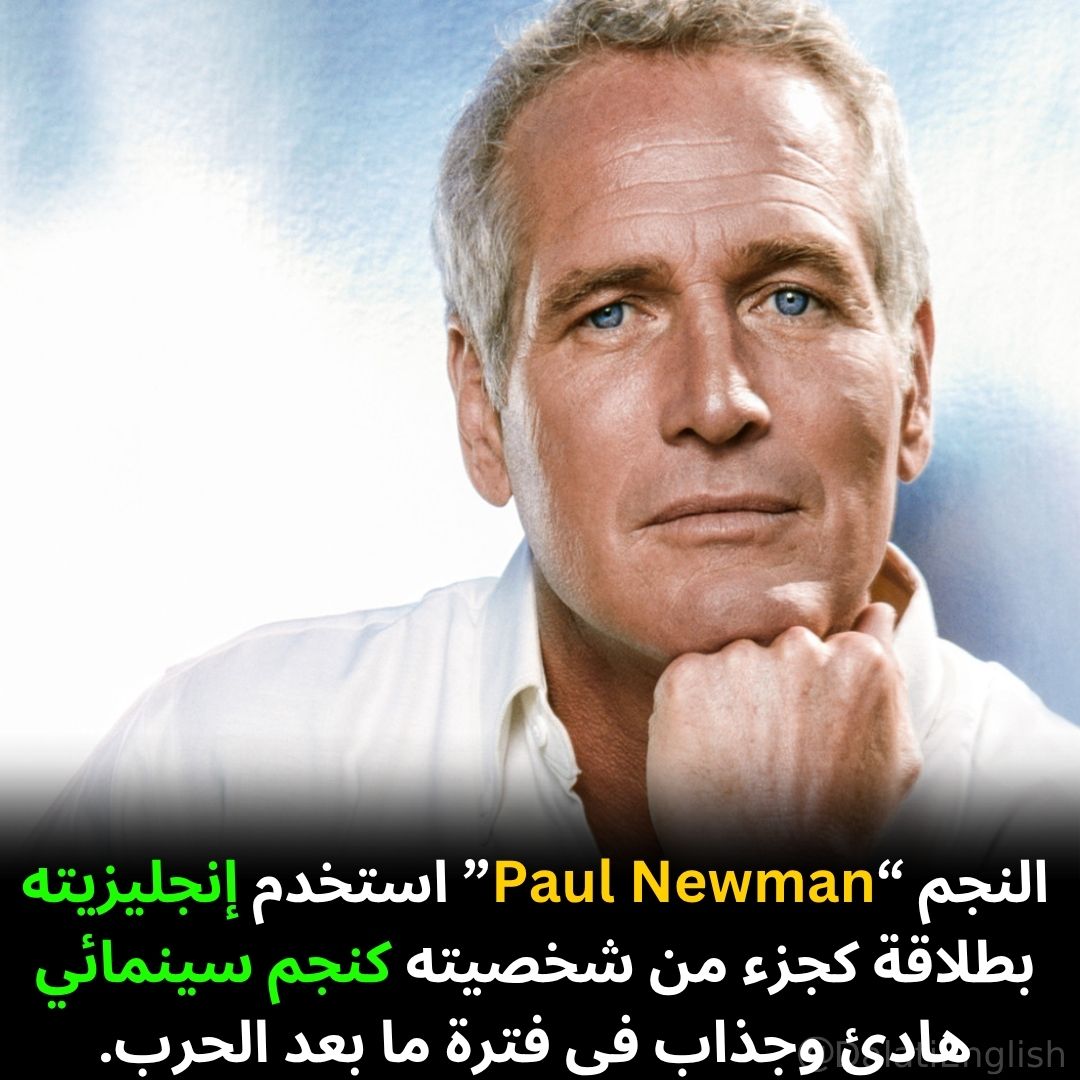 النجم “Paul Newman” استخدم إنجليزيته
بطلاقة كجزء من شخصيته كنجم سينمائي
هادئ وجذاب في فترة ما بعد الحرب.